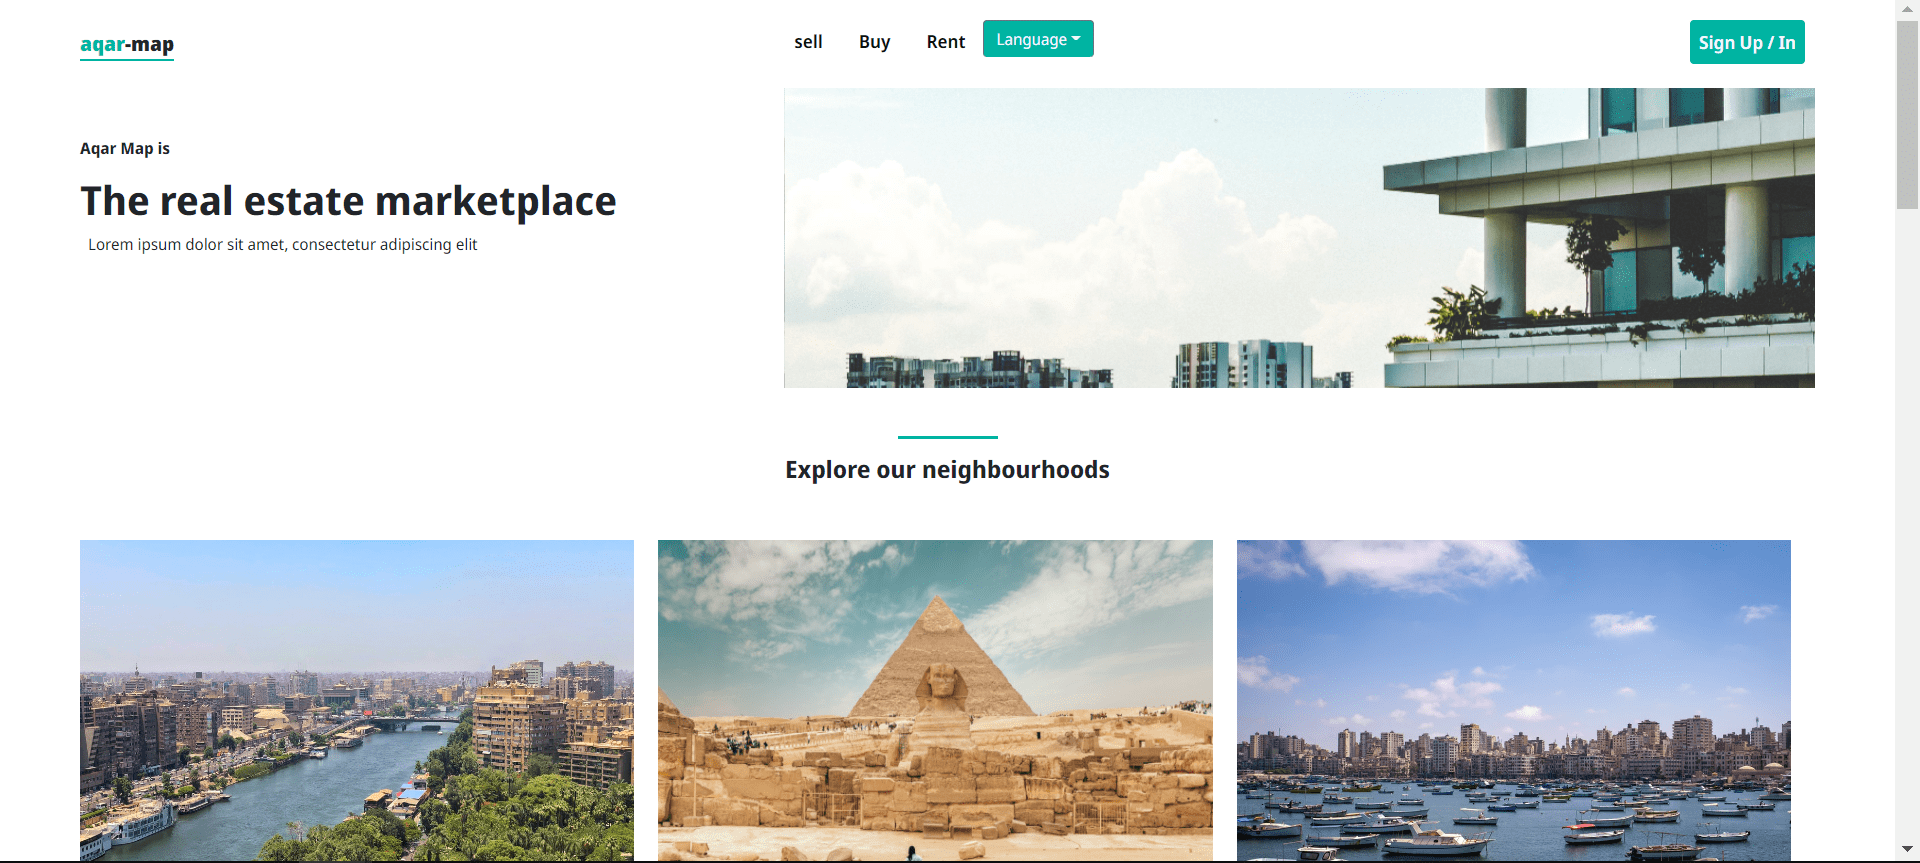 aqar-map
sell Buy Rent Language Sign Up / In
Aqar Map is
The real estate marketplace
Lorem ipsum dolor sit amet, consectetur adipiscing elit
Explore our neighbourhoods